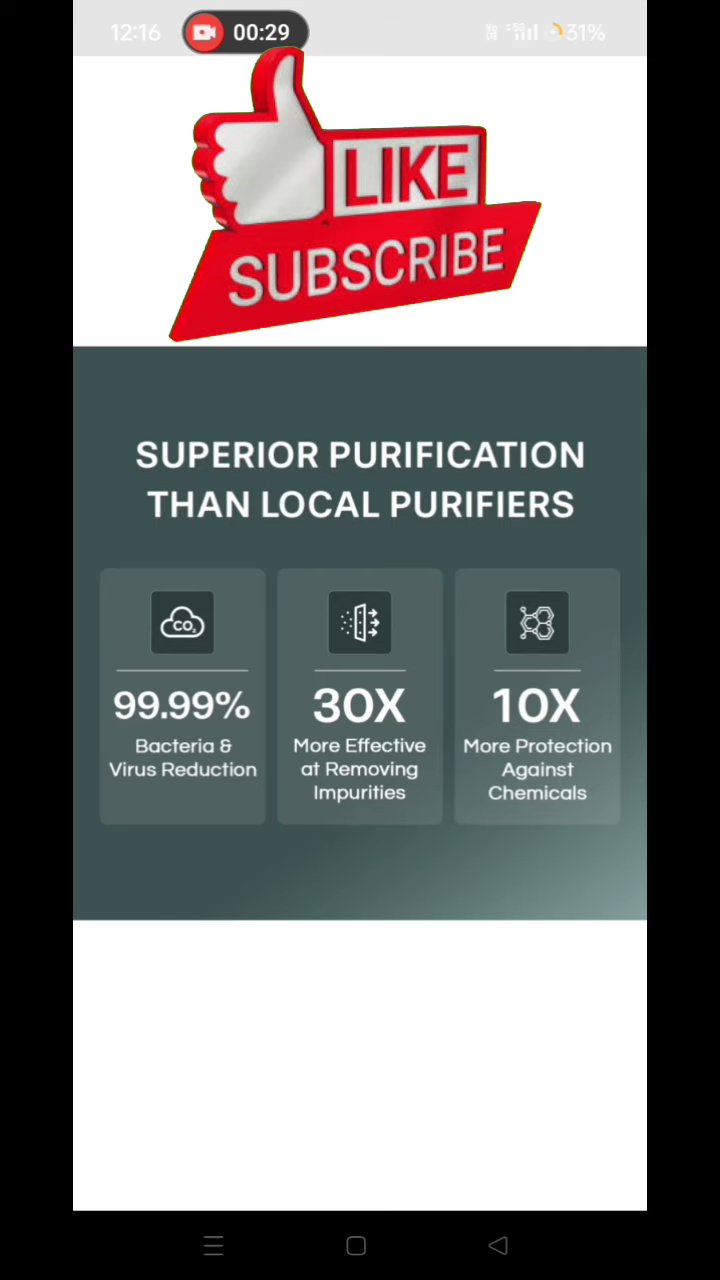 12:16
00:29
31%
LIKE
SUBSCRIBE
SUPERIOR PURIFICATION
THAN LOCAL PURIFIERS
CO₂
99.99%
Bacteria &
Virus Reduction
30X
More Effective
at Removing
Impurities
10X
More Protection
Against
Chemicals